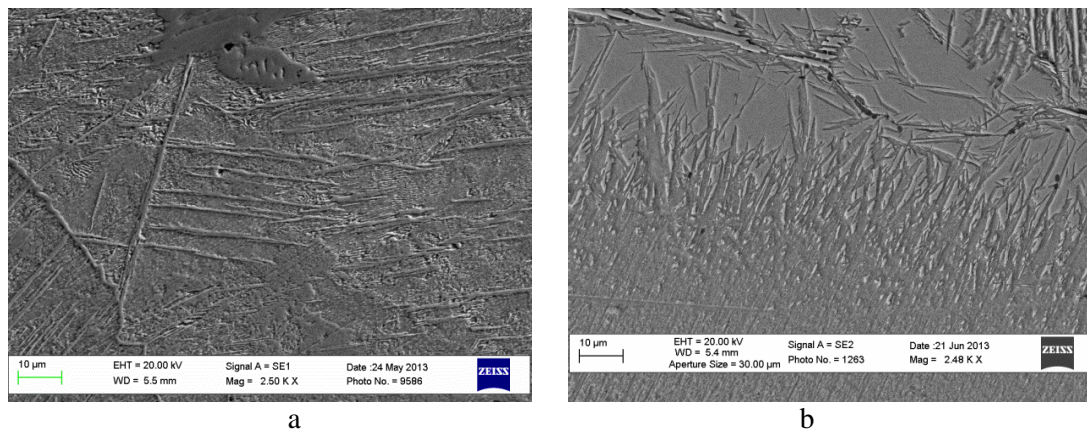 10 µm
EHT = 20.00 kV
WD = 5.5 mm
Signal A = SE1
Mag = 2.50 K X
Date :24 May 2013
Photo No. = 9586
ZEISS
10 µm
EHT = 20.00 kV
WD = 5.4 mm
Aperture Size = 30.00 µm
Signal A = SE2
Photo No. = 1263
Date :21 Jun 2013
Mag = 2.48 K X
ZEISS
a
b